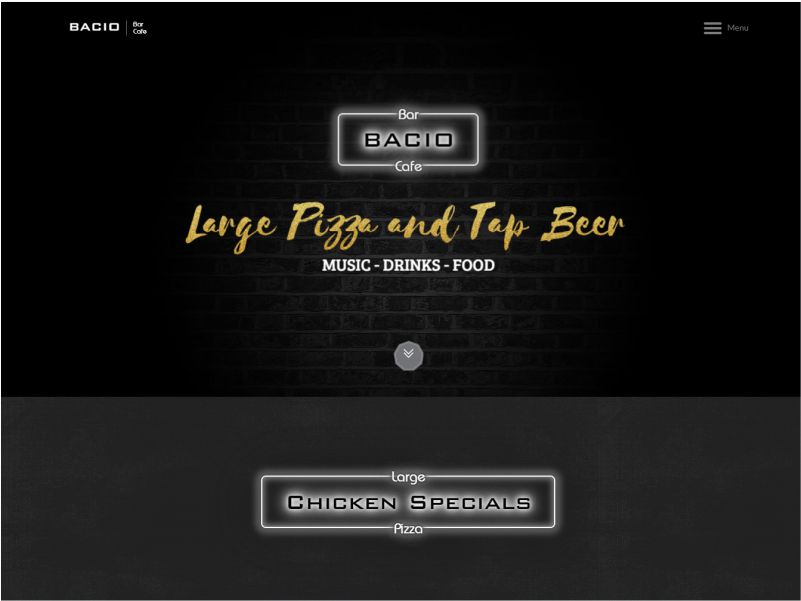 BACIO
Bar
Cafe
Menu
Bar
BACIO
Cafe
Large Pizza and Tap Beer
MUSIC - DRINKS - FOOD
Large
CHICKEN SPECIALS
Pizza